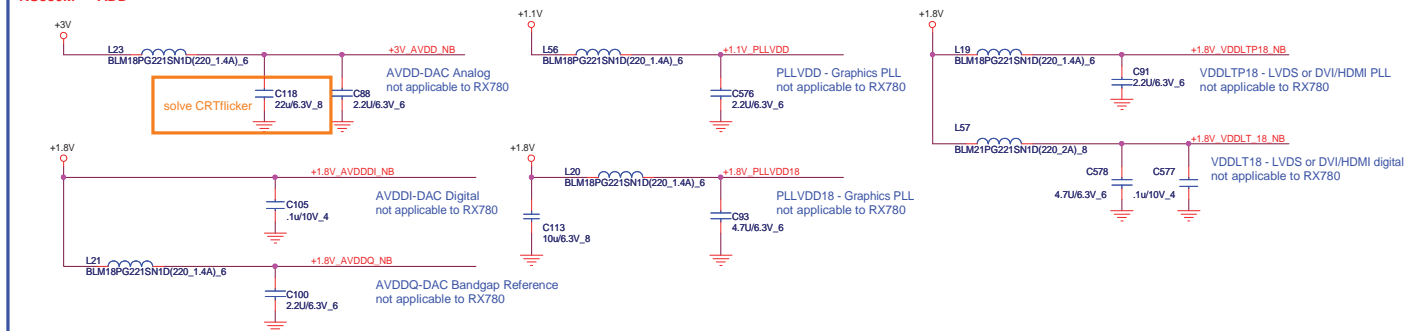 +3V
L23
BLM18PG221SN1D(220_1.4A)_6
+3V_AVDD_NB
AVDD-DAC Analog
not applicable to RX780
solve CRTflicker
C118
22u/6.3V_8
C88
2.2U/6.3V_6
+1.8V
+1.8V_AVDDDI_NB
AVDDI-DAC Digital
not applicable to RX780
C105
.1u/10V_4
L21
BLM18PG221SN1D(220_1.4A)_6
+1.8V_AVDDQ_NB
AVDDQ-DAC Bandgap Reference
not applicable to RX780
C100
2.2U/6.3V_6
+1.1V
L56
BLM18PG221SN1D(220_1.4A)_6
+1.1V_PLLVDD
PLLVDD - Graphics PLL
not applicable to RX780
C576
2.2U/6.3V_6
+1.8V
L20
BLM18PG221SN1D(220_1.4A)_6
+1.8V_PLLVDD18
PLLVDD18 - Graphics PLL
not applicable to RX780
C113
10u/6.3V_8
C93
4.7U/6.3V_6
+1.8V
L19
BLM18PG221SN1D(220_1.4A)_6
+1.8V_VDDLTP18_NB
VDDLTP18 - LVDS or DVI/HDMI PLL
not applicable to RX780
C91
2.2U/6.3V_6
L57
BLM21PG221SN1D(220_2A)_8
+1.8V_VDDLT_18_NB
VDDLT18 - LVDS or DVI/HDMI digital
not applicable to RX780
C578
4.7U/6.3V_6
C577
.1u/10V_4